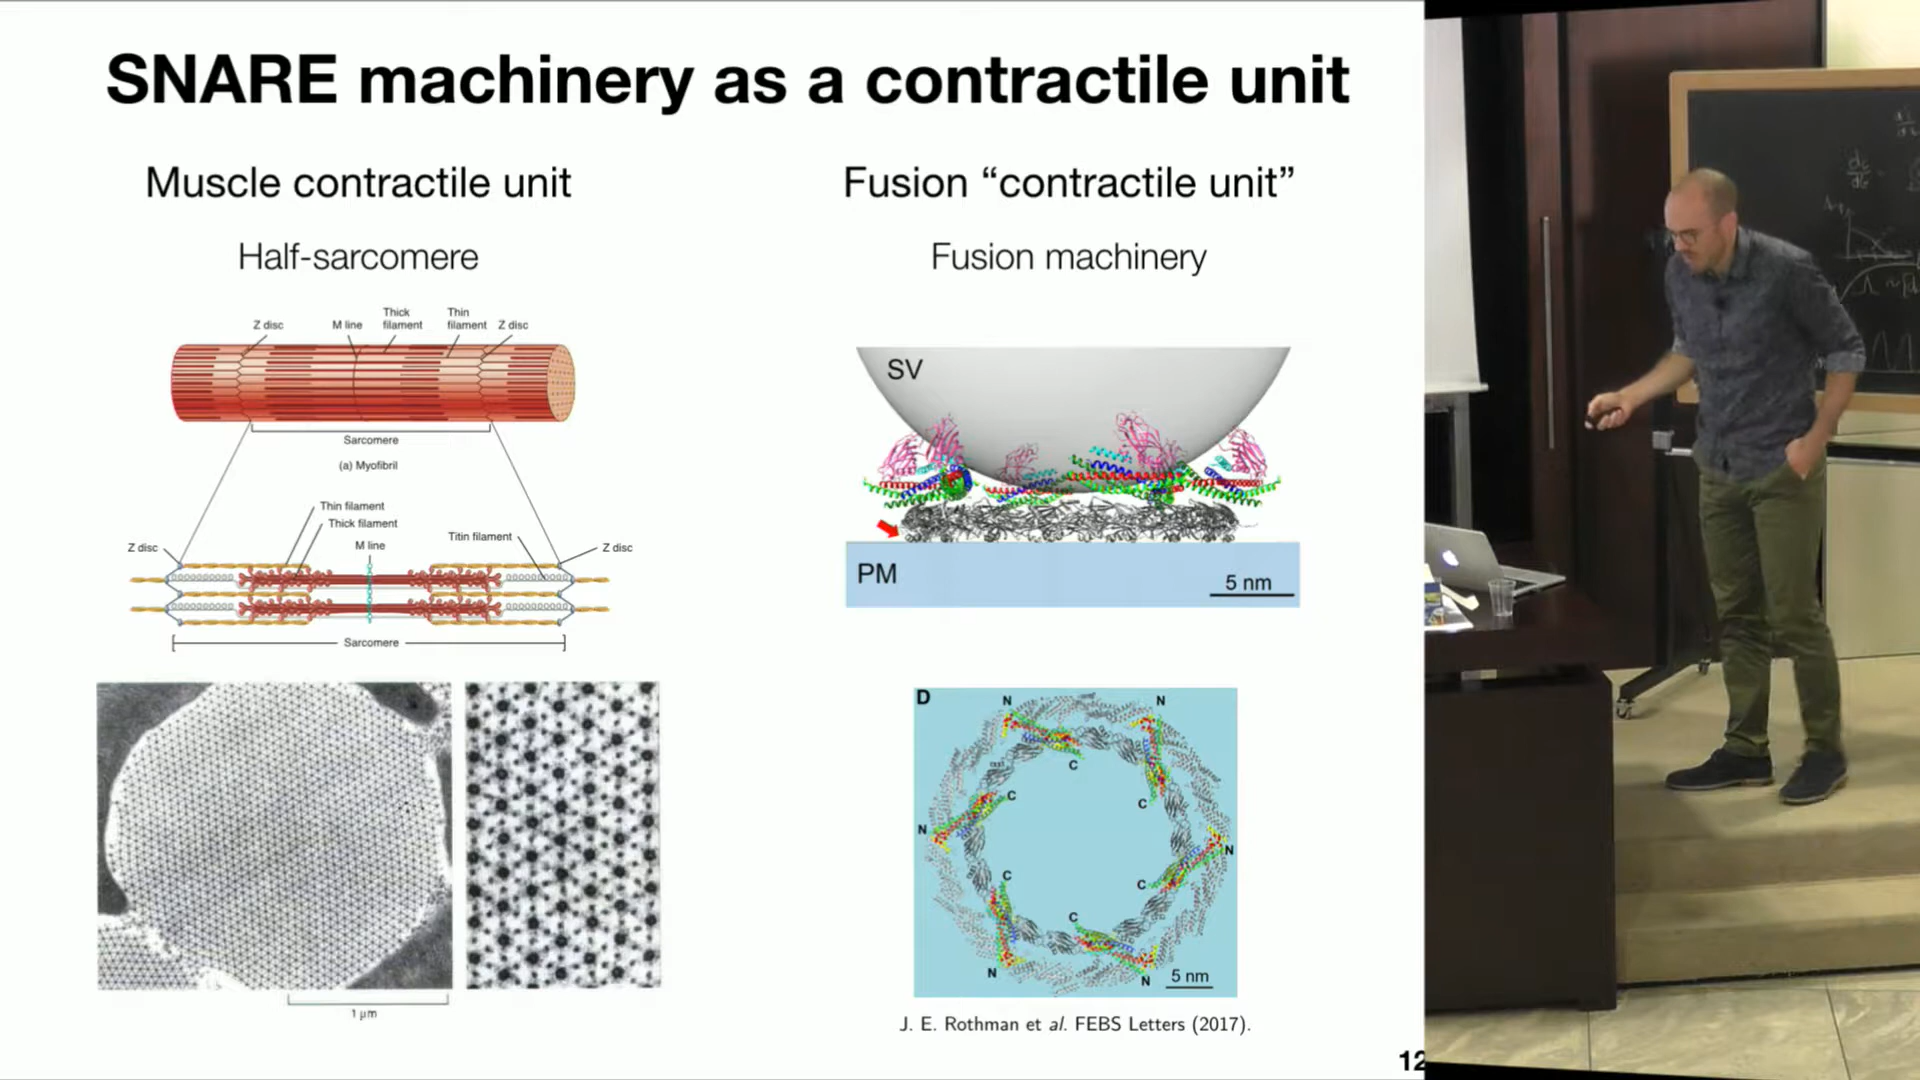 SNARE machinery as a contractile unit
Muscle contractile unit
Half-sarcomere
Z disc
M line
Thick
filament
Thin
filament
Z disc
Sarcomere
(a) Myofibril
Thin filament
Thick filament
M line
Titin filament
Z disc
Z disc
Sarcomere
1 μm
Fusion “contractile unit”
Fusion machinery
SV
PM
5 nm
D
N
N
C
C
C
N
N
C
C
C
N
N
5 nm
J. E. Rothman et al. FEBS Letters (2017).
12